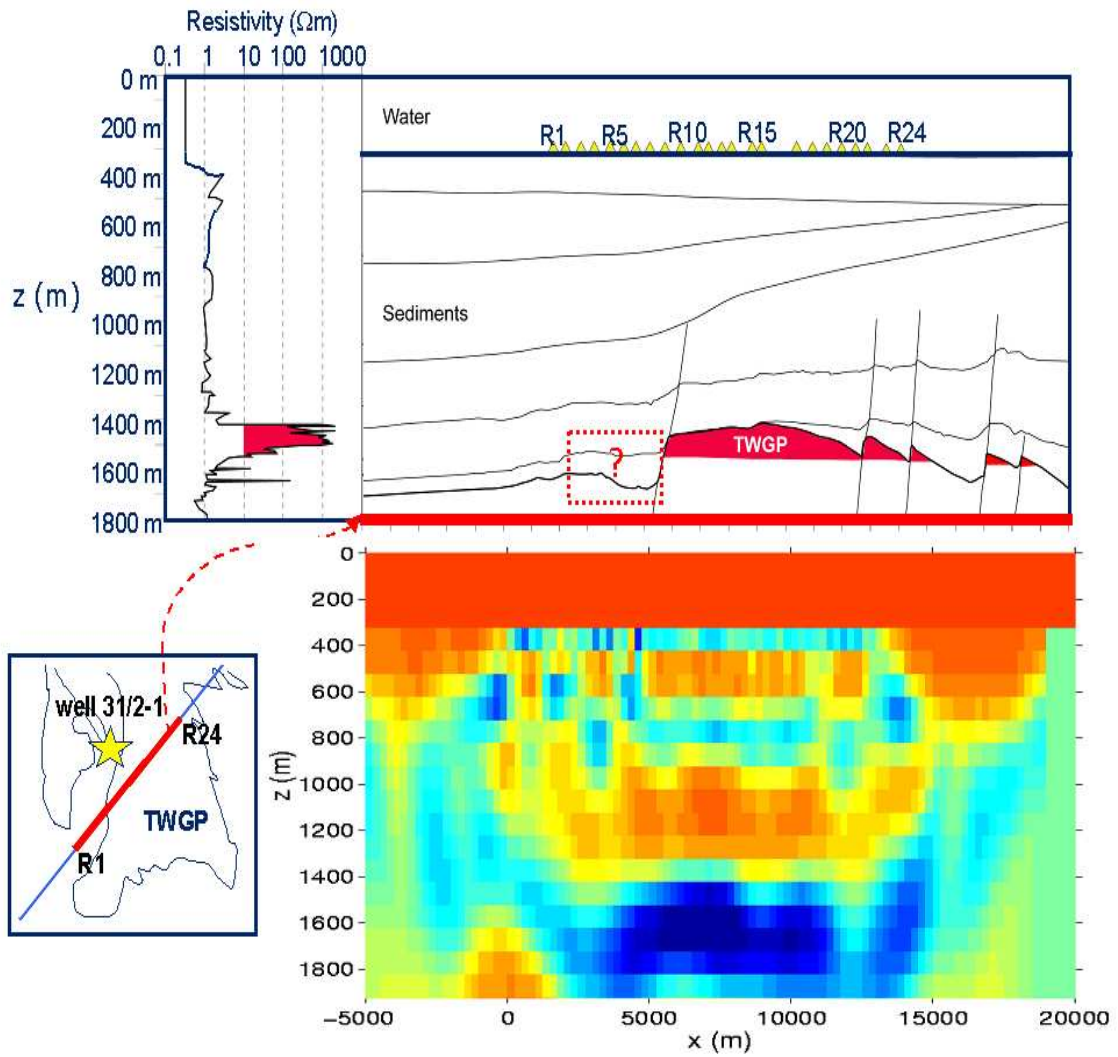 Resistivity (Ωm)
0.1 1 10 100 1000
0 m
200 m
400 m
600 m
800 m
1000 m
1200 m
1400 m
1600 m
1800 m
z (m)
Water
R1 R5 R10 R15 R20 R24
Sediments
TWGP
?
well 31/2-1
R24
TWGP
R1
0
200
400
600
800
1000
1200
1400
1600
1800
z (m)
−5000 0 5000 10000 15000 20000
x (m)